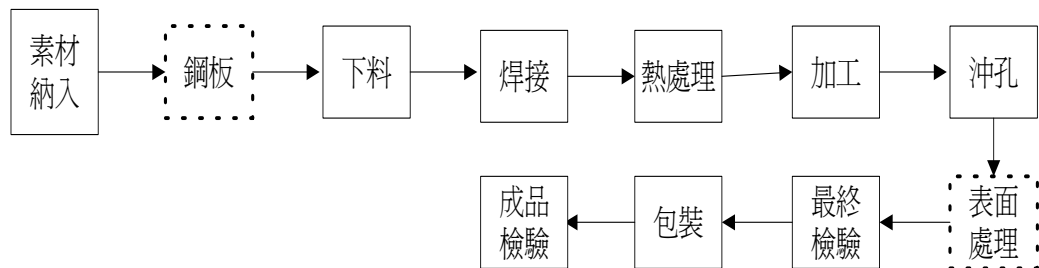 素材
納入
鋼板
下料
焊接
熱處理
加工
沖孔
表面
處理
最終
檢驗
包裝
成品
檢驗